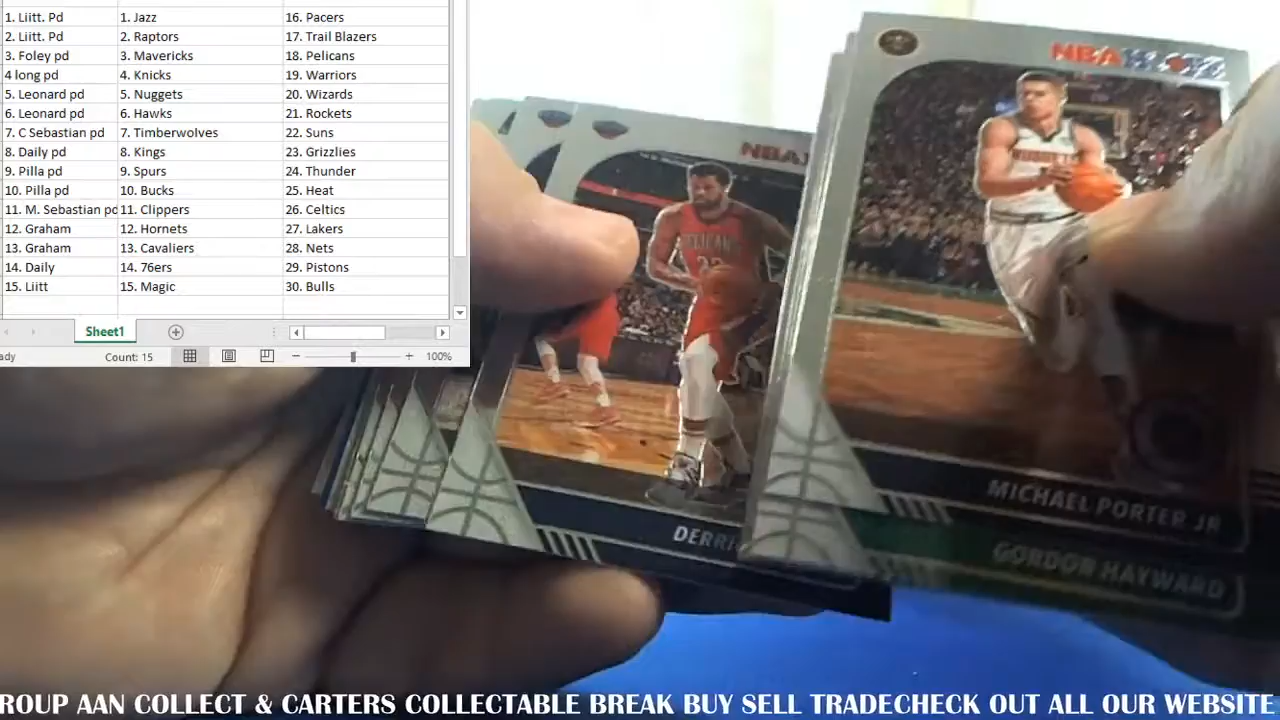 1. Liitt. Pd 1. Jazz 16. Pacers
2. Liitt. Pd 2. Raptors 17. Trail Blazers
3. Foley pd 3. Mavericks 18. Pelicans
4 long pd 4. Knicks 19. Warriors
5. Leonard pd 5. Nuggets 20. Wizards
6. Leonard pd 6. Hawks 21. Rockets
7. C Sebastian pd 7. Timberwolves 22. Suns
8. Daily pd 8. Kings 23. Grizzlies
9. Pilla pd 9. Spurs 24. Thunder
10. Pilla pd 10. Bucks 25. Heat
11. M. Sebastian pd 11. Clippers 26. Celtics
12. Graham 12. Hornets 27. Lakers
13. Graham 13. Cavaliers 28. Nets
14. Daily 14. 76ers 29. Pistons
15. Liitt 15. Magic 30. Bulls
Sheet1
ady Count: 15 100%
NBA
NBA
MICHAEL PORTER JR
GORDON HAYWARD
DERRI
ROUP AAN COLLECT & CARTERS COLLECTABLE BREAK BUY SELL TRADECHECK OUT ALL OUR WEBSITE